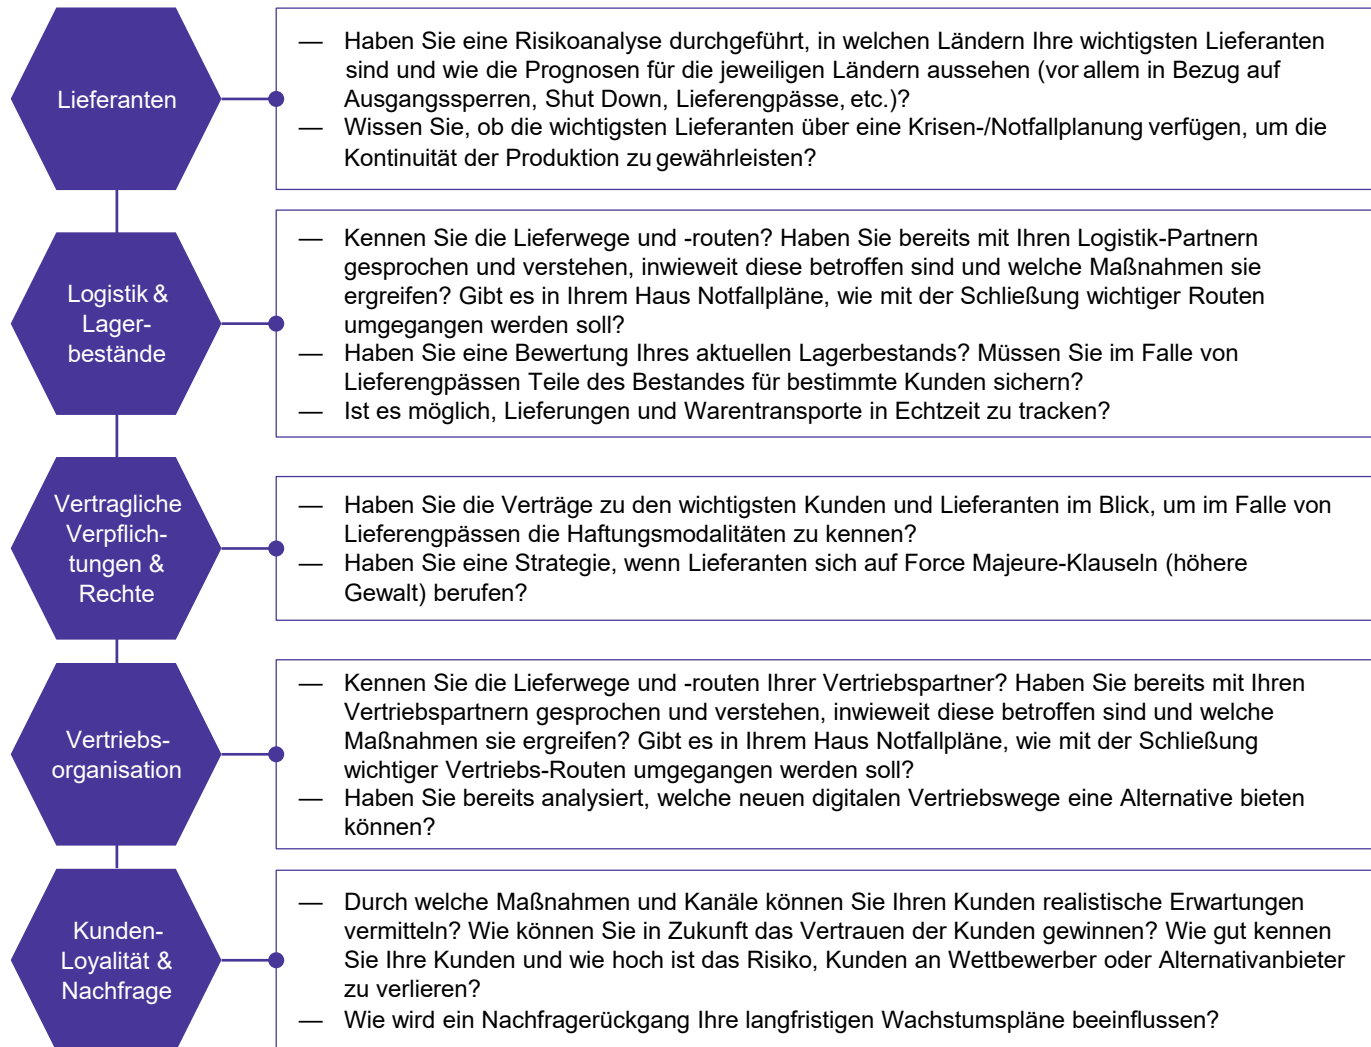 Lieferanten
— Haben Sie eine Risikoanalyse durchgeführt, in welchen Ländern Ihre wichtigsten Lieferanten
sind und wie die Prognosen für die jeweiligen Ländern aussehen (vor allem in Bezug auf
Ausgangssperren, Shut Down, Lieferengpässe, etc.)?
— Wissen Sie, ob die wichtigsten Lieferanten über eine Krisen-/Notfallplanung verfügen, um die
Kontinuität der Produktion zu gewährleisten?
Logistik &
Lager-
bestände
— Kennen Sie die Lieferwege und -routen? Haben Sie bereits mit Ihren Logistik-Partnern
gesprochen und verstehen, inwieweit diese betroffen sind und welche Maßnahmen sie
ergreifen? Gibt es in Ihrem Haus Notfallpläne, wie mit der Schließung wichtiger Routen
umgegangen werden soll?
— Haben Sie eine Bewertung Ihres aktuellen Lagerbestands? Müssen Sie im Falle von
Lieferengpässen Teile des Bestandes für bestimmte Kunden sichern?
— Ist es möglich, Lieferungen und Warentransporte in Echtzeit zu tracken?
Vertragliche
Verpflich-
tungen &
Rechte
— Haben Sie die Verträge zu den wichtigsten Kunden und Lieferanten im Blick, um im Falle von
Lieferengpässen die Haftungsmodalitäten zu kennen?
— Haben Sie eine Strategie, wenn Lieferanten sich auf Force Majeure-Klauseln (höhere
Gewalt) berufen?
Vertriebs-
organisation
— Kennen Sie die Lieferwege und -routen Ihrer Vertriebspartner? Haben Sie bereits mit Ihren
Vertriebspartnern gesprochen und verstehen, inwieweit diese betroffen sind und welche
Maßnahmen sie ergreifen? Gibt es in Ihrem Haus Notfallpläne, wie mit der Schließung
wichtiger Vertriebs-Routen umgegangen werden soll?
— Haben Sie bereits analysiert, welche neuen digitalen Vertriebswege eine Alternative bieten
können?
Kunden-
Loyalität &
Nachfrage
— Durch welche Maßnahmen und Kanäle können Sie Ihren Kunden realistische Erwartungen
vermitteln? Wie können Sie in Zukunft das Vertrauen der Kunden gewinnen? Wie gut kennen
Sie Ihre Kunden und wie hoch ist das Risiko, Kunden an Wettbewerber oder Alternativanbieter
zu verlieren?
— Wie wird ein Nachfragerückgang Ihre langfristigen Wachstumspläne beeinflussen?